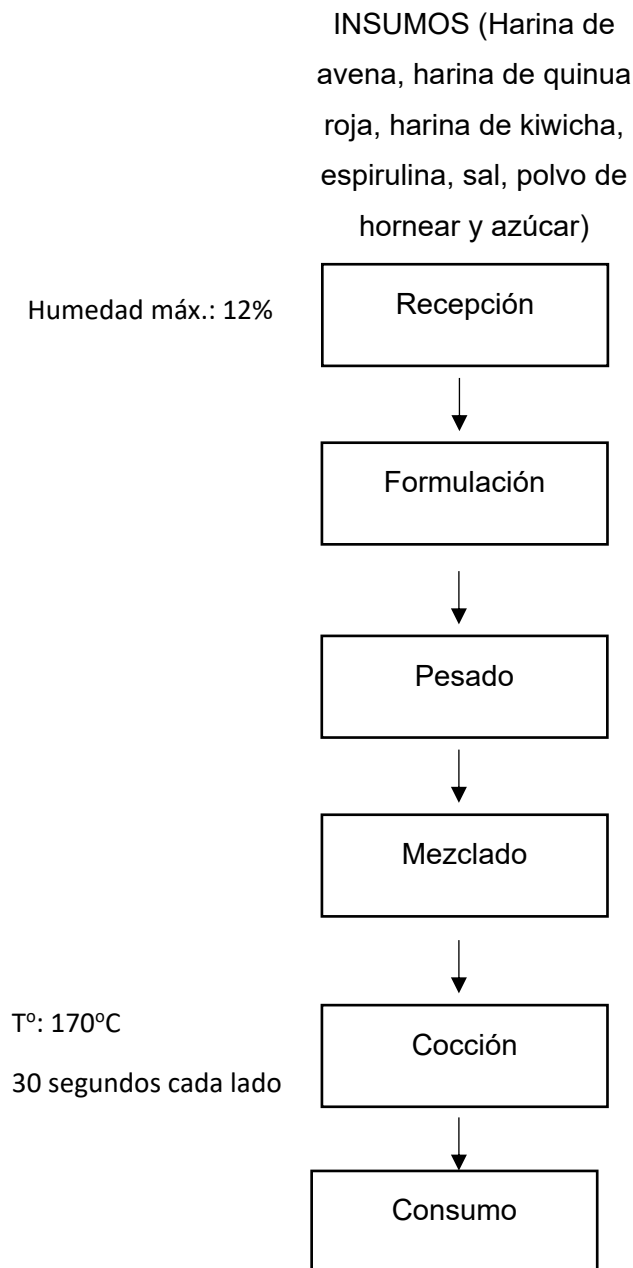 INSUMOS (Harina de
avena, harina de quinua
roja, harina de kiwicha,
espirulina, sal, polvo de
hornear y azúcar)
Humedad máx.: 12%
Recepción
Formulación
Pesado
Mezclado
Tº: 170ºC
30 segundos cada lado
Cocción
Consumo